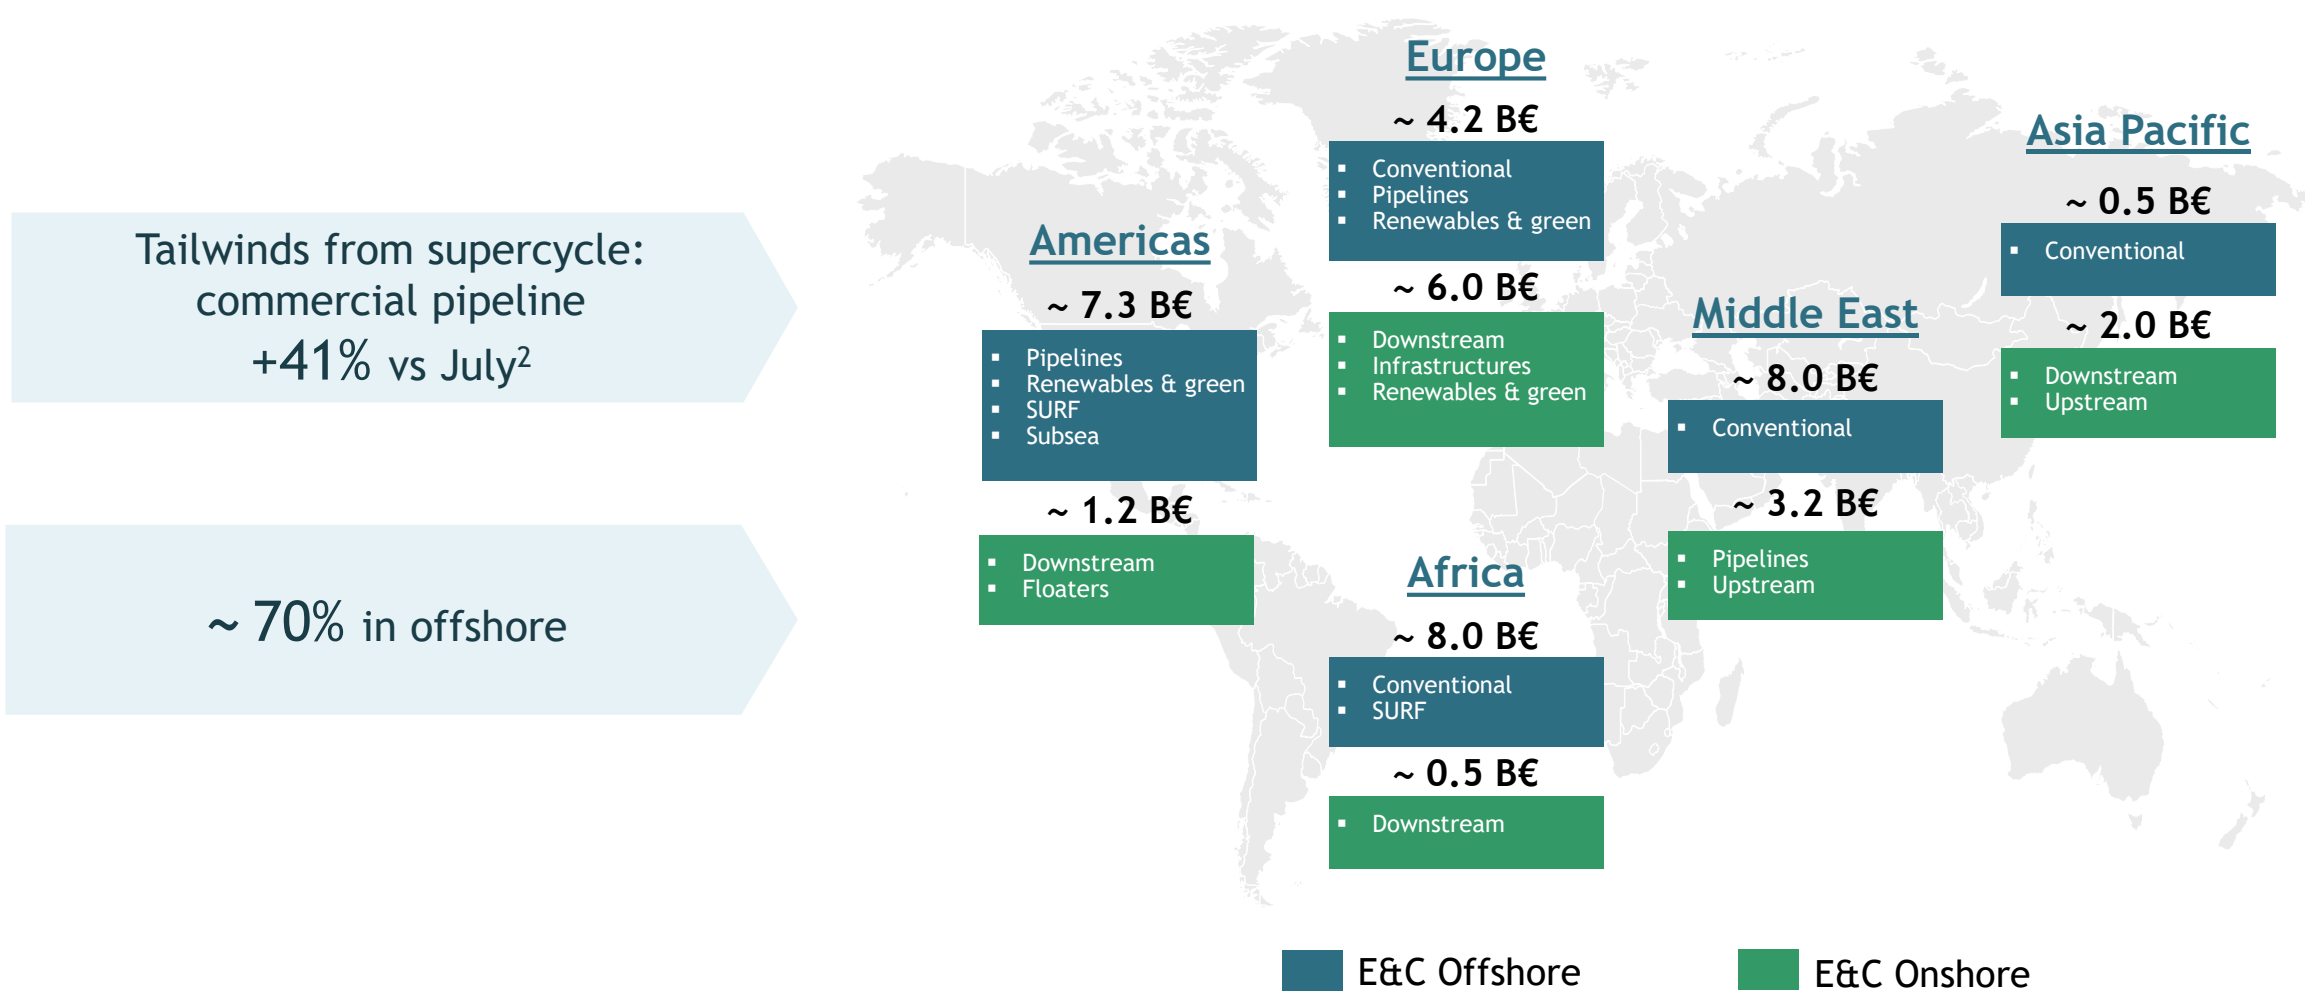 Tailwinds from supercycle:
commercial pipeline
+41% vs July²
~ 70% in offshore
Americas
~ 7.3 B€
▪ Pipelines
▪ Renewables & green
▪ SURF
▪ Subsea
~ 1.2 B€
▪ Downstream
▪ Floaters
Europe
~ 4.2 B€
▪ Conventional
▪ Pipelines
▪ Renewables & green
~ 6.0 B€
▪ Downstream
▪ Infrastructures
▪ Renewables & green
Africa
~ 8.0 B€
▪ Conventional
▪ SURF
~ 0.5 B€
▪ Downstream
Middle East
~ 8.0 B€
▪ Conventional
~ 3.2 B€
▪ Pipelines
▪ Upstream
Asia Pacific
~ 0.5 B€
▪ Conventional
~ 2.0 B€
▪ Downstream
▪ Upstream
E&C Offshore
E&C Onshore